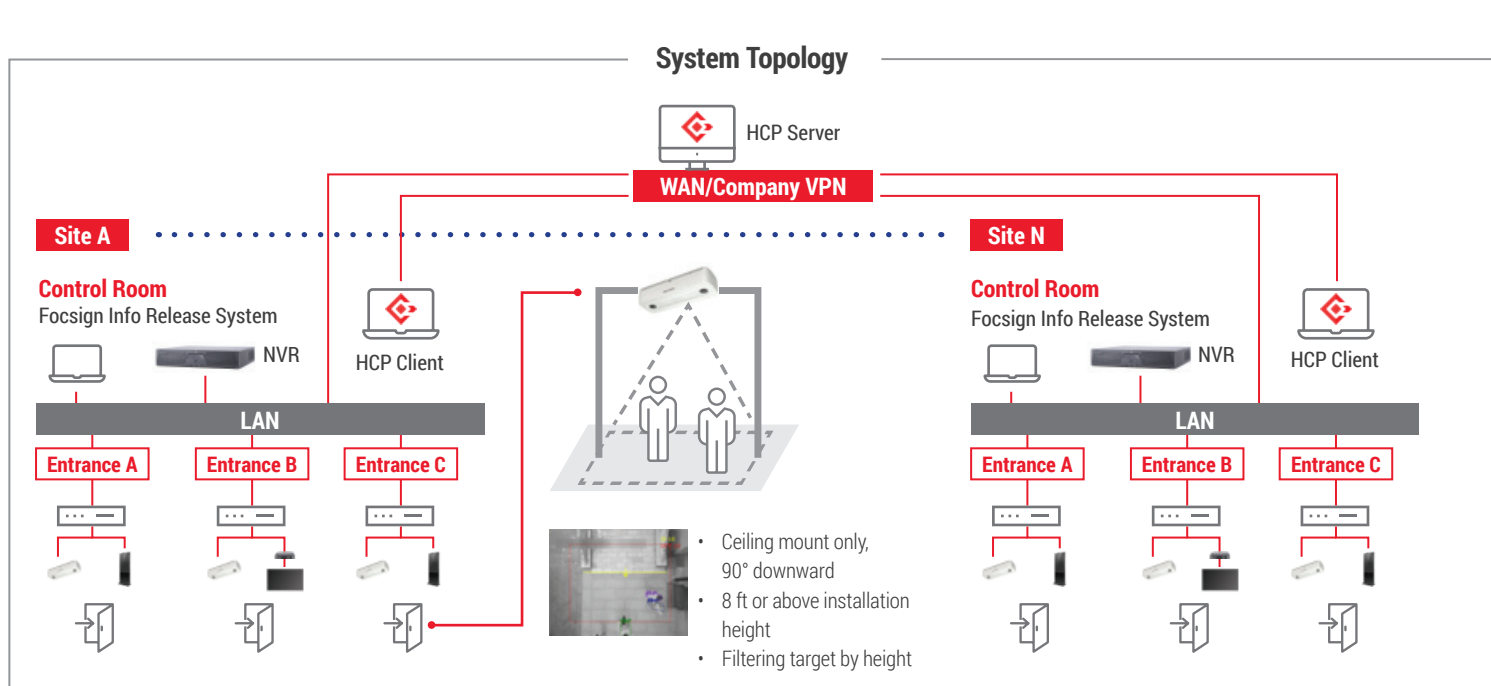 System Topology
HCP Server
WAN/Company VPN
Site A
Site N
Control Room
Focsign Info Release System
NVR
HCP Client
LAN
Entrance A
Entrance B
Entrance C
• Ceiling mount only,
90° downward
• 8 ft or above installation
height
• Filtering target by height
Control Room
Focsign Info Release System
NVR
HCP Client
LAN
Entrance A
Entrance B
Entrance C